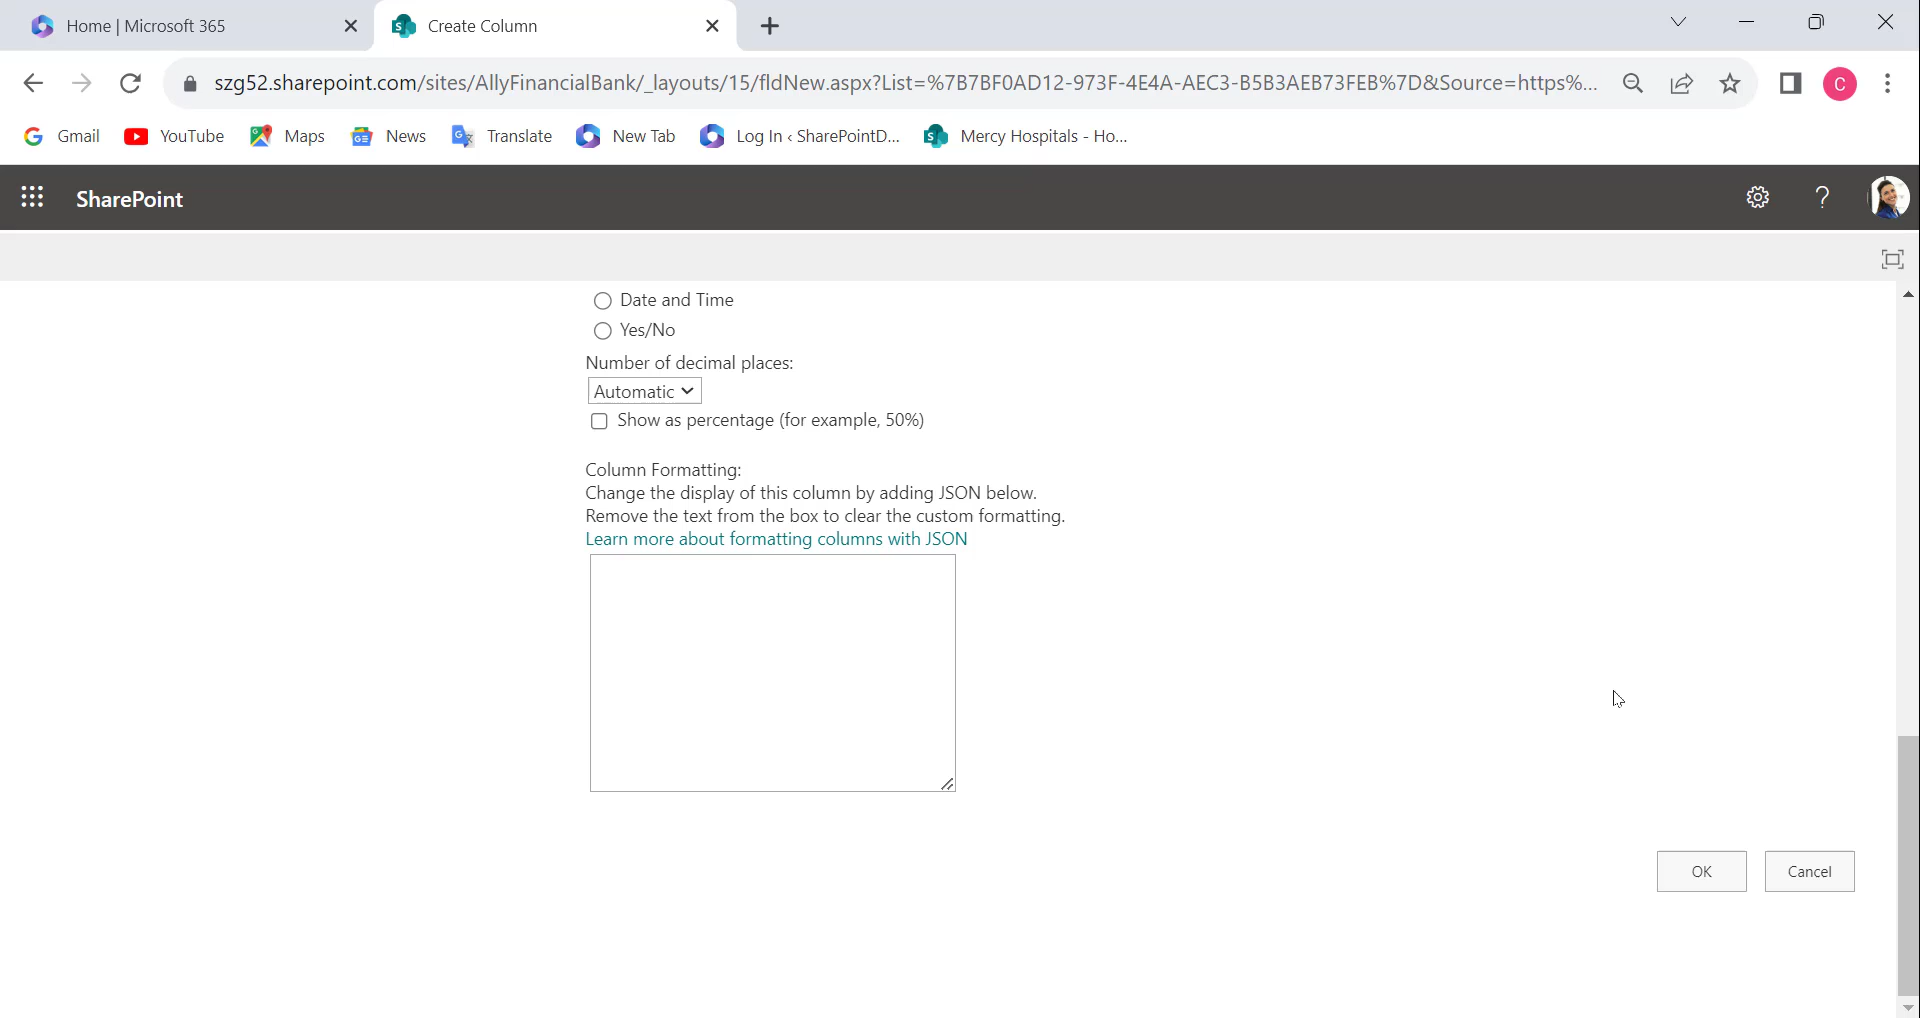 Home | Microsoft 365
Create Column
szg52.sharepoint.com/sites/AllyFinancialBank/_layouts/15/fldNew.aspx?List=%7B7BF0AD12-973F-4E4A-AEC3-B5B3AEB73FEB%7D&Source=https%...
C
Gmail YouTube Maps News Translate New Tab Log In ‹ SharePointD... Mercy Hospitals - Ho...
SharePoint
Date and Time
Yes/No
Number of decimal places:
Automatic
Show as percentage (for example, 50%)
Column Formatting:
Change the display of this column by adding JSON below.
Remove the text from the box to clear the custom formatting.
Learn more about formatting columns with JSON
OK Cancel